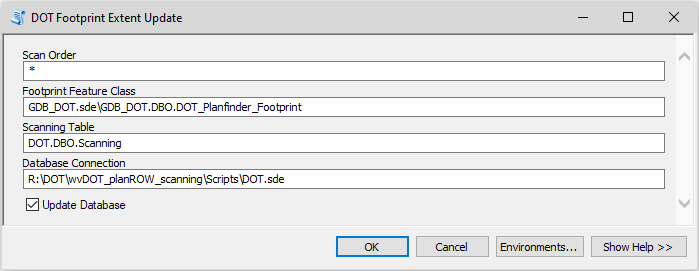 DOT Footprint Extent Update
Scan Order
*
Footprint Feature Class
GDB_DOT.sde\GDB_DOT.DBO.DOT_Planfinder_Footprint
Scanning Table
DOT.DBO.Scanning
Database Connection
R:\DOT\wvDOT_planROW_scanning\Scripts\DOT.sde
Update Database
OK Cancel Environments... Show Help >>